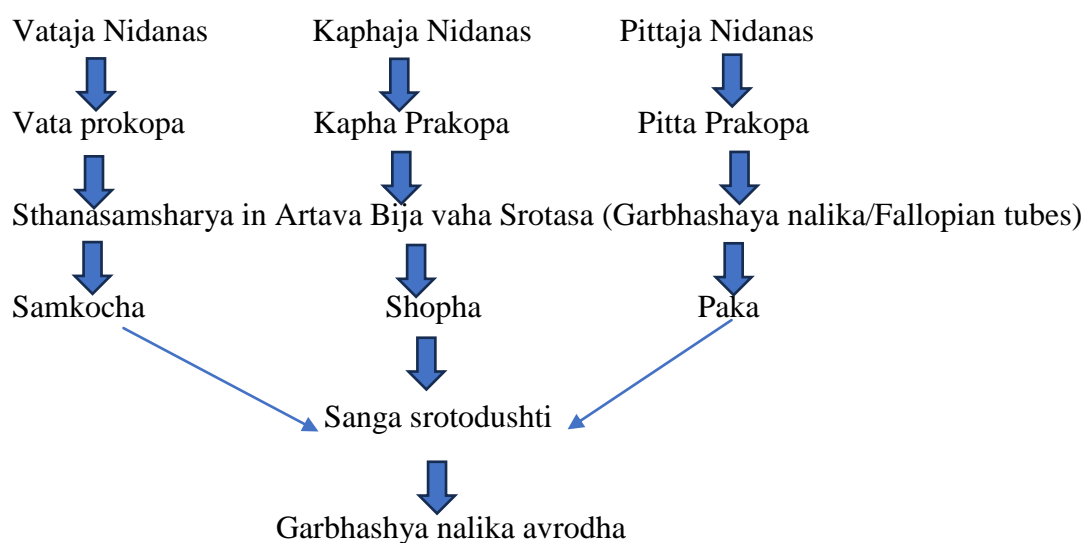 Vataja Nidanas Kaphaja Nidanas Pittaja Nidanas
Vata prokopa Kapha Prakopa Pitta Prakopa
Sthanasamsharya in Artava Bija vaha Srotasa (Garbhashaya nalika/Fallopian tubes)
Samkocha Shopha Paka
Sanga srotodushti
Garbhashya nalika avrodha